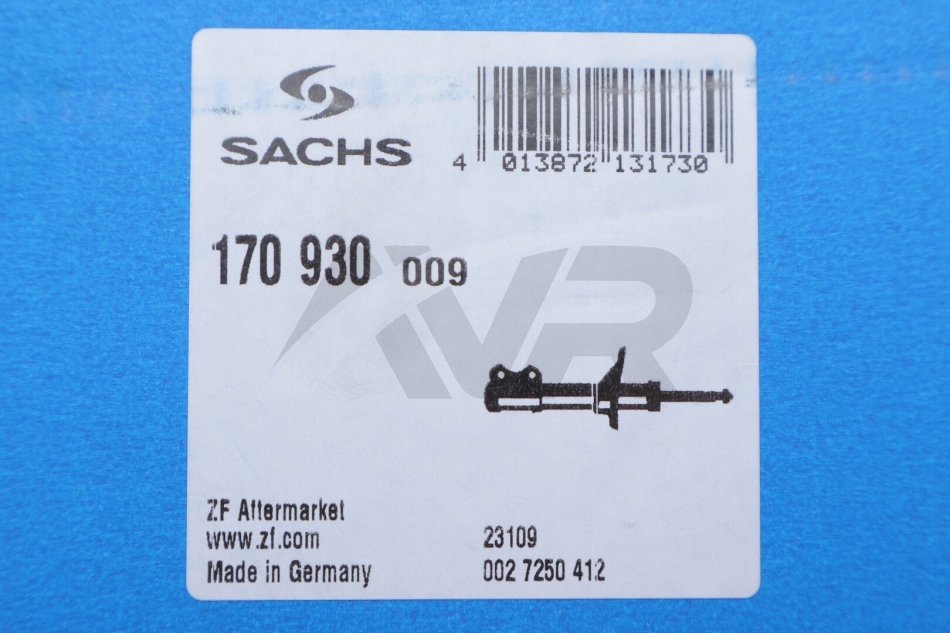 SACHS
4 013872 131730
170 930 009
VR
ZF Aftermarket
www.zf.com
Made in Germany
23109
002 7250 412